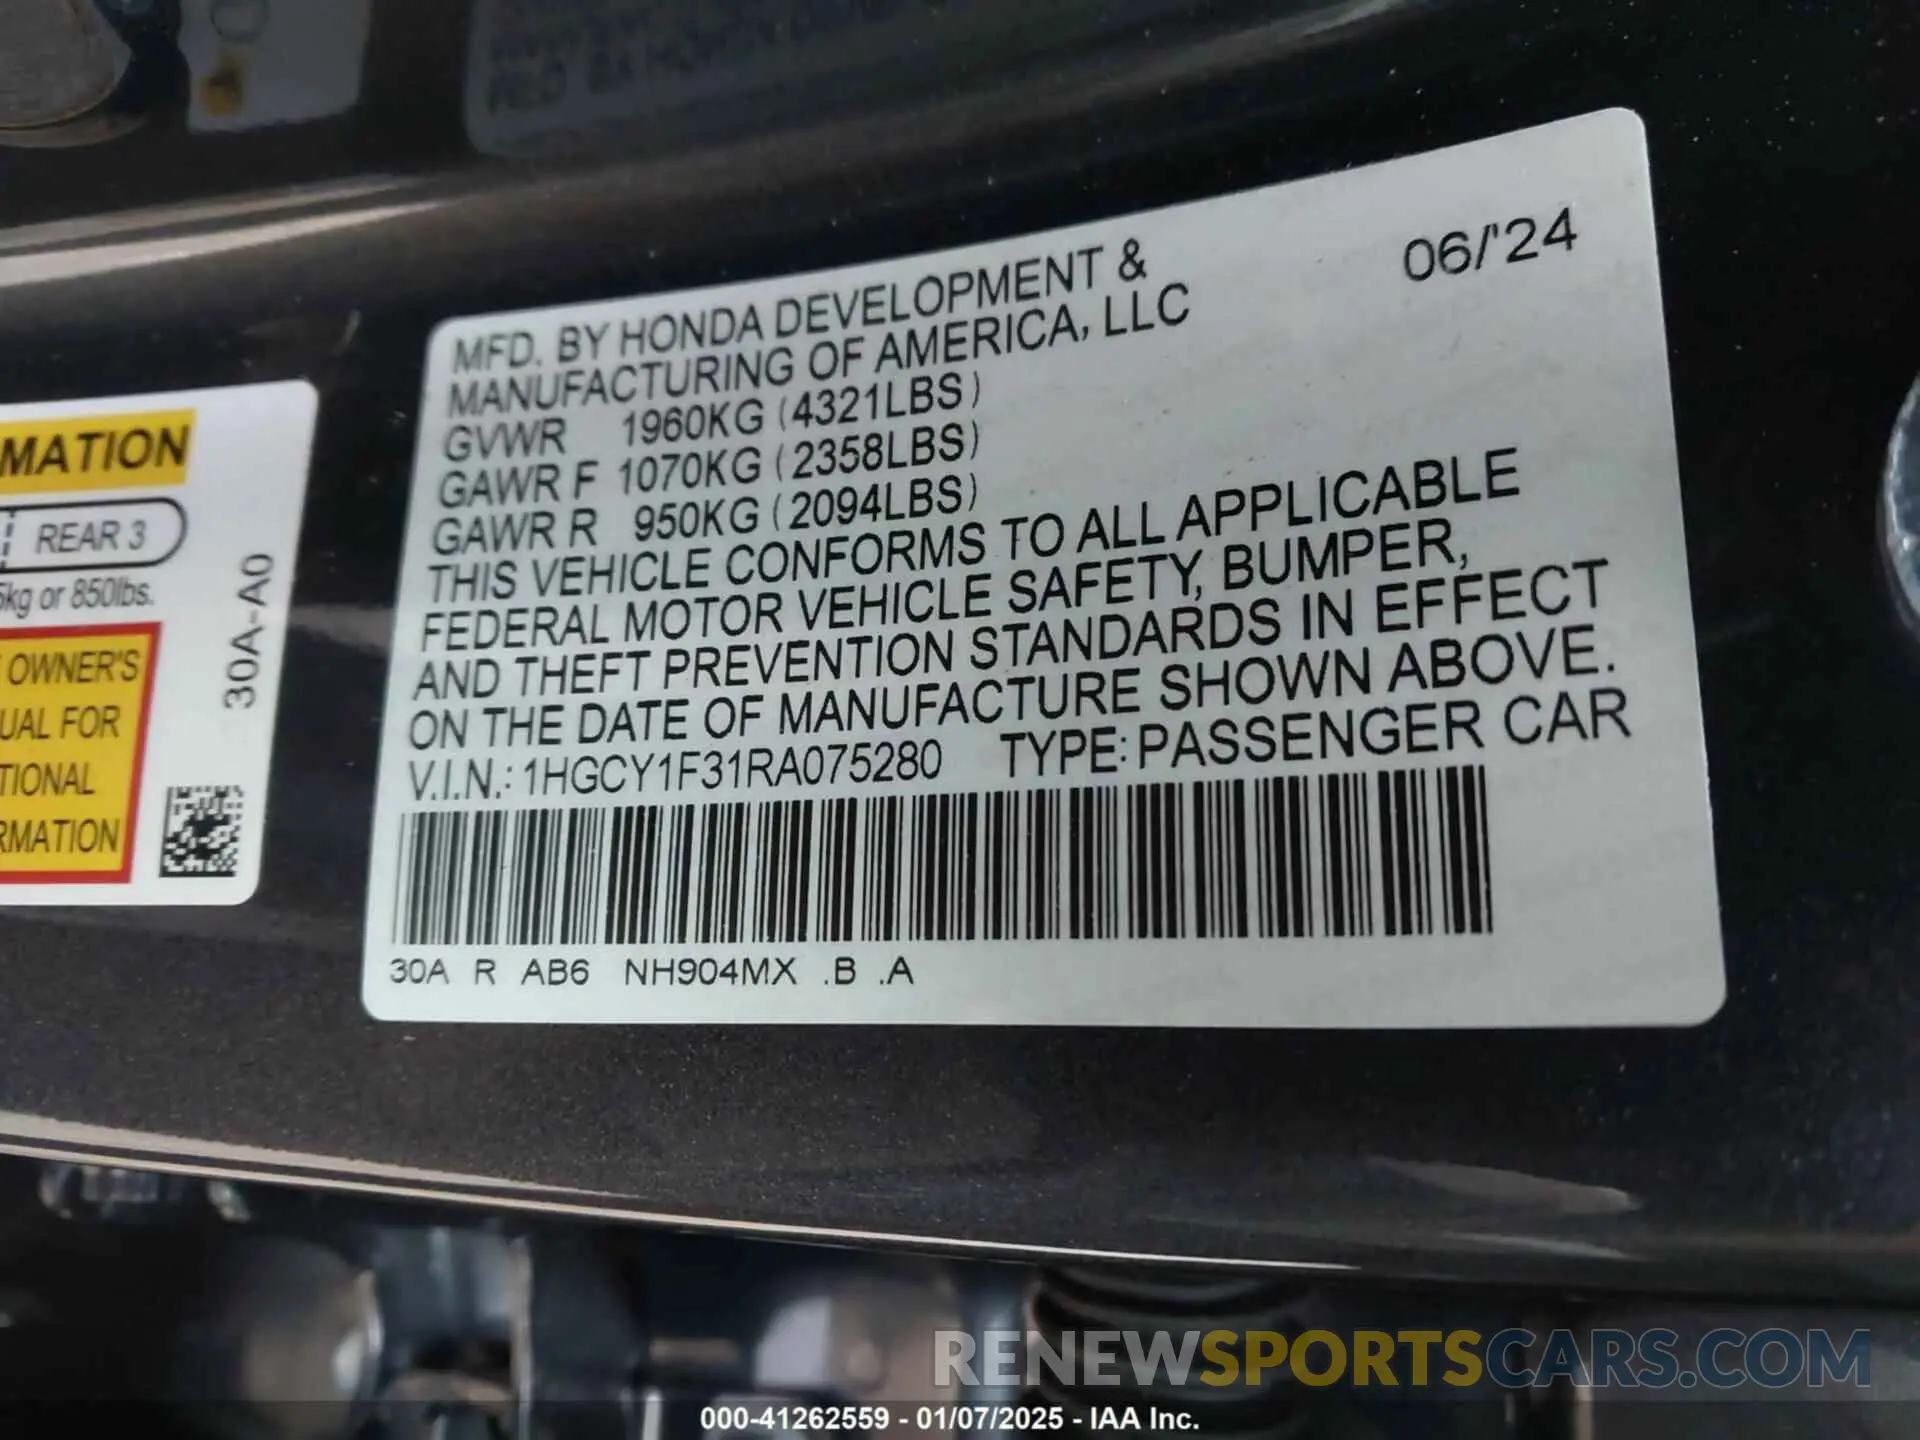 MFD. BY HONDA DEVELOPMENT &
MANUFACTURING OF AMERICA, LLC
06/'24
GVWR 1960KG (4321LBS)
GAWR F 1070KG (2358LBS)
GAWR R 950KG (2094LBS)
THIS VEHICLE CONFORMS TO ALL APPLICABLE
FEDERAL MOTOR VEHICLE SAFETY, BUMPER,
AND THEFT PREVENTION STANDARDS IN EFFECT
ON THE DATE OF MANUFACTURE SHOWN ABOVE.
V.I.N.: 1HGCY1F31RA075280 TYPE: PASSENGER CAR
30A R AB6 NH904MX .B .A
MATION
REAR 3
kg or 850lbs.
OWNER'S
UAL FOR
TIONAL
RMATION
30A-A0
RENEWSPORTSCARS.COM
000-41262559 - 01/07/2025 - IAA Inc.